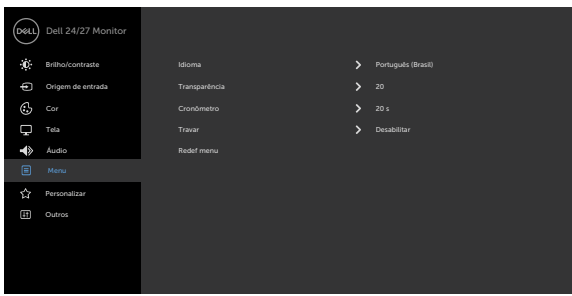 DELL Dell 24/27 Monitor
Brilho/contraste Idioma Português (Brasil)
Origem de entrada Transparência 20
Cor Cronômetro 20 s
Tela Travar Desabilitar
Áudio Redef menu
Menu
Personalizar
Outros